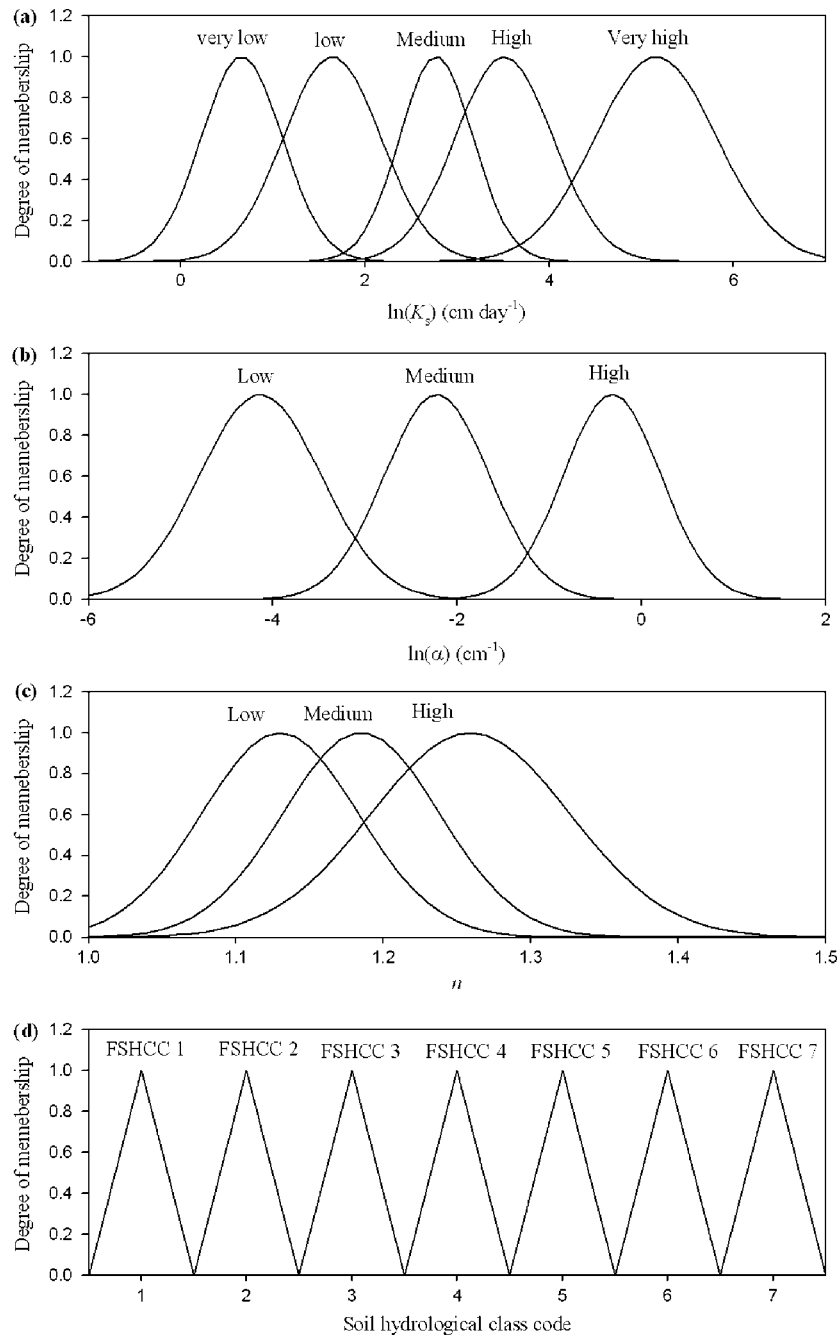 (a)
1.2
1.0
0.8
0.6
0.4
0.2
0.0
Degree of memebership
very low low Medium High Very high
0 2 4 6
ln(Ks) (cm day-1)
(b)
1.2
1.0
0.8
0.6
0.4
0.2
0.0
Degree of memebership
Low Medium High
-6 -4 -2 0 2
ln(α) (cm-1)
(c)
1.2
1.0
0.8
0.6
0.4
0.2
0.0
Degree of memebership
Low Medium High
1.0 1.1 1.2 1.3 1.4 1.5
n
(d)
1.2
1.0
0.8
0.6
0.4
0.2
0.0
Degree of memebership
FSHCC 1 FSHCC 2 FSHCC 3 FSHCC 4 FSHCC 5 FSHCC 6 FSHCC 7
1 2 3 4 5 6 7
Soil hydrological class code